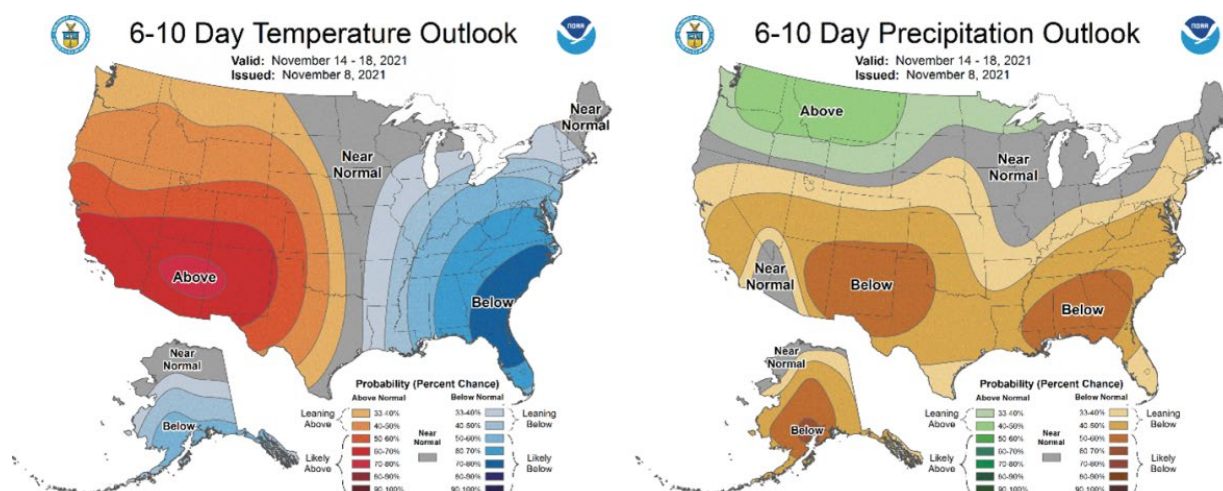 6-10 Day Temperature Outlook
Valid: November 14 - 18, 2021
Issued: November 8, 2021
NOAA
Near
Normal
Near
Normal
Above
Below
Near
Normal
Below
Probability (Percent Chance)
Above Normal Below Normal
Leaning Above
33-40% 33-40%
40-50% 40-50%
Leaning Below
Likely Above
50-60% 50-60%
60-70% 60-70%
70-80% 70-80%
80-90% 80-90%
90-100% 90-100%
Likely Below
Near
Normal
6-10 Day Precipitation Outlook
Valid: November 14 - 18, 2021
Issued: November 8, 2021
NOAA
Above
Near
Normal
Near
Normal
Below
Below
Near
Normal
Below
Probability (Percent Chance)
Above Normal Below Normal
Leaning Above
33-40% 33-40%
40-50% 40-50%
Leaning Below
Likely Above
50-60% 50-60%
60-70% 60-70%
70-80% 70-80%
80-90% 80-90%
90-100% 90-100%
Likely Below
Near
Normal